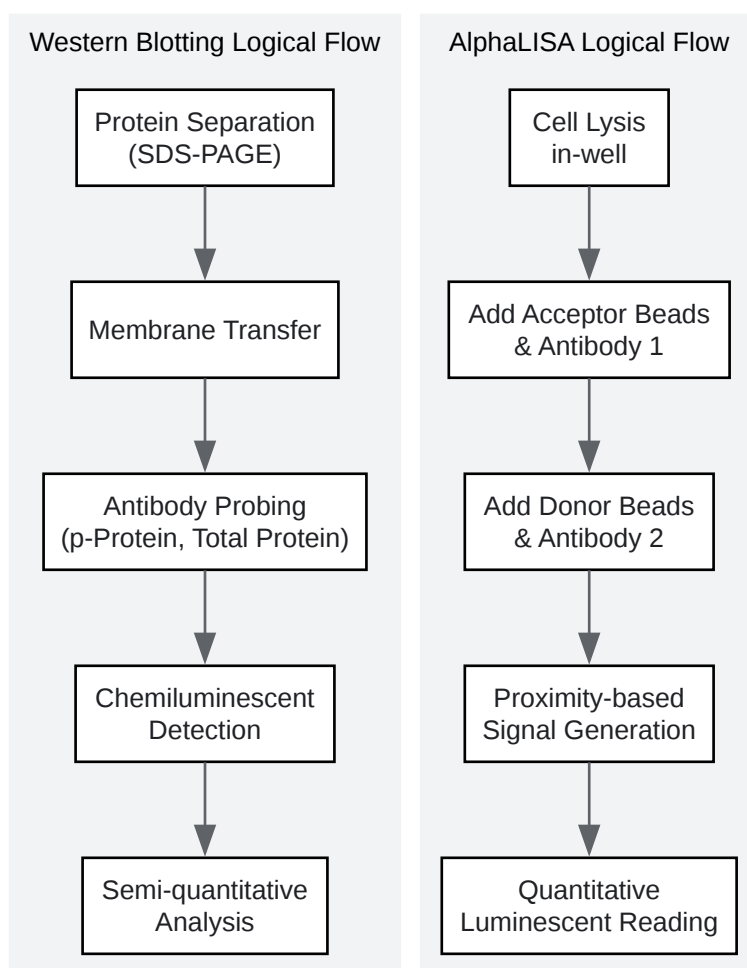 Western Blotting Logical Flow
Protein Separation
(SDS-PAGE)
Membrane Transfer
Antibody Probing
(p-Protein, Total Protein)
Chemiluminescent
Detection
Semi-quantitative
Analysis
AlphaLISA Logical Flow
Cell Lysis
in-well
Add Acceptor Beads
& Antibody 1
Add Donor Beads
& Antibody 2
Proximity-based
Signal Generation
Quantitative
Luminescent Reading